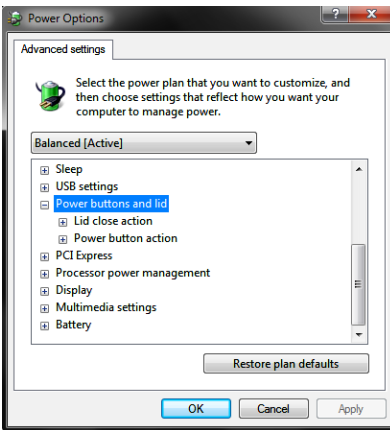 Power Options
Advanced settings
Select the power plan that you want to customize, and
then choose settings that reflect how you want your
computer to manage power.
Balanced [Active]
Sleep
USB settings
Power buttons and lid
Lid close action
Power button action
PCI Express
Processor power management
Display
Multimedia settings
Battery
Restore plan defaults
OK
Cancel
Apply